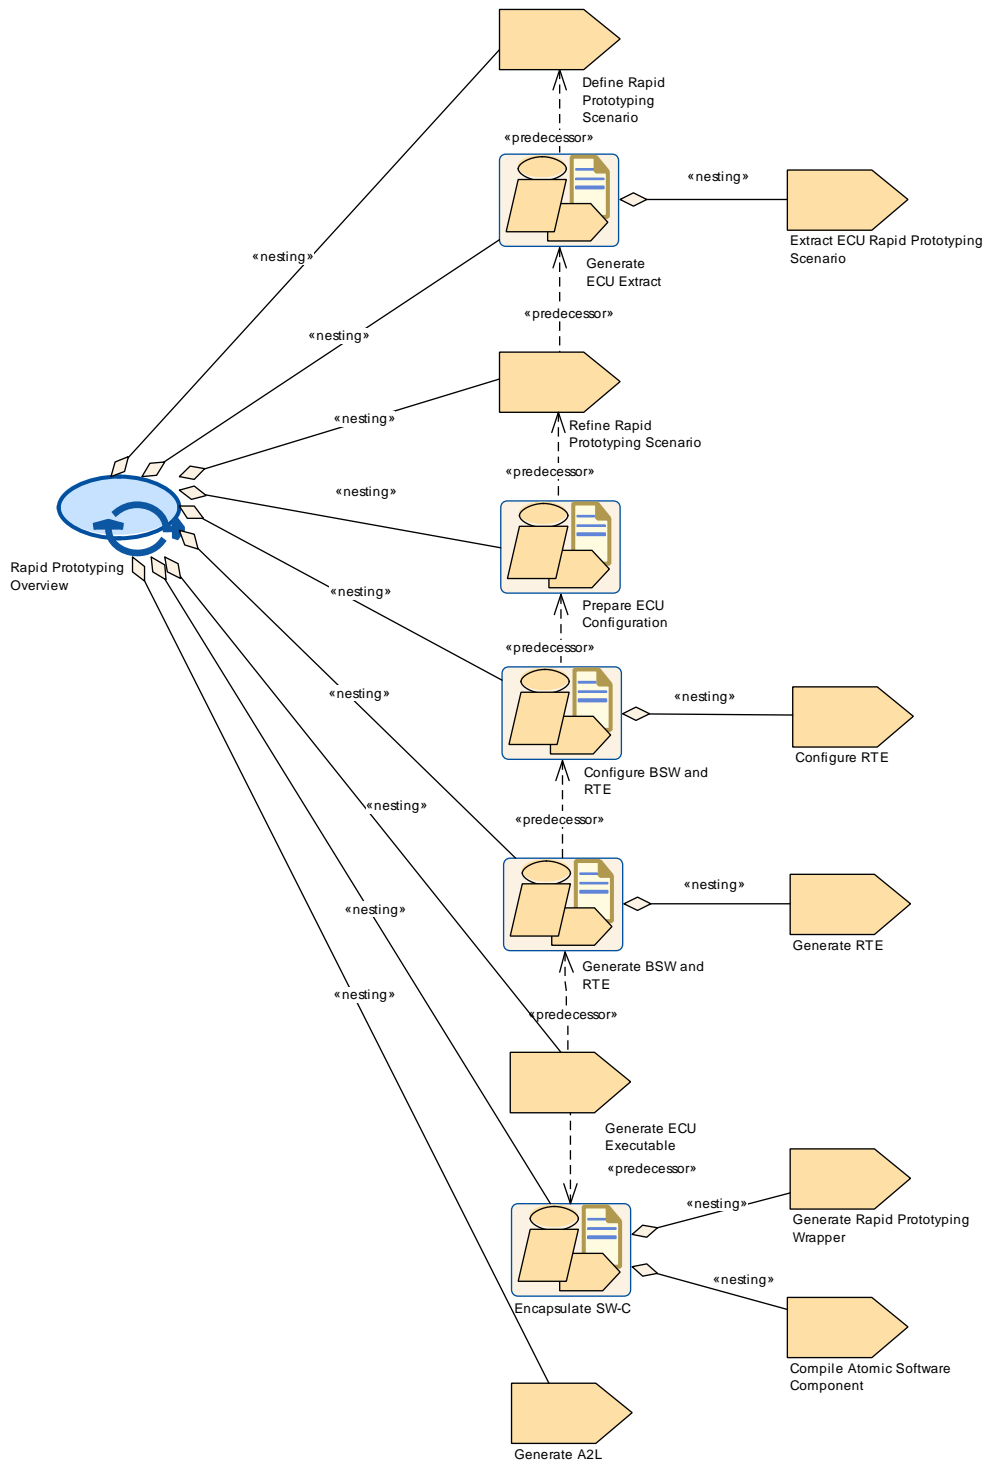 Define Rapid
Prototyping
Scenario
«predecessor»
«nesting»
Extract ECU Rapid Prototyping
Scenario
«nesting»
Generate
ECU Extract
«predecessor»
«nesting»
«nesting»
Refine Rapid
Prototyping Scenario
«predecessor»
«nesting»
Rapid Prototyping
Overview
«nesting»
Prepare ECU
Configuration
«predecessor»
«nesting»
«nesting»
Configure RTE
Configure BSW and
RTE
«nesting»
«predecessor»
«nesting»
«nesting»
Generate RTE
Generate BSW and
RTE
«nesting»
«predecessor»
Generate ECU
Executable
«predecessor»
«nesting»
Generate Rapid Prototyping
Wrapper
«nesting»
Encapsulate SW-C
Compile Atomic Software
Component
Generate A2L